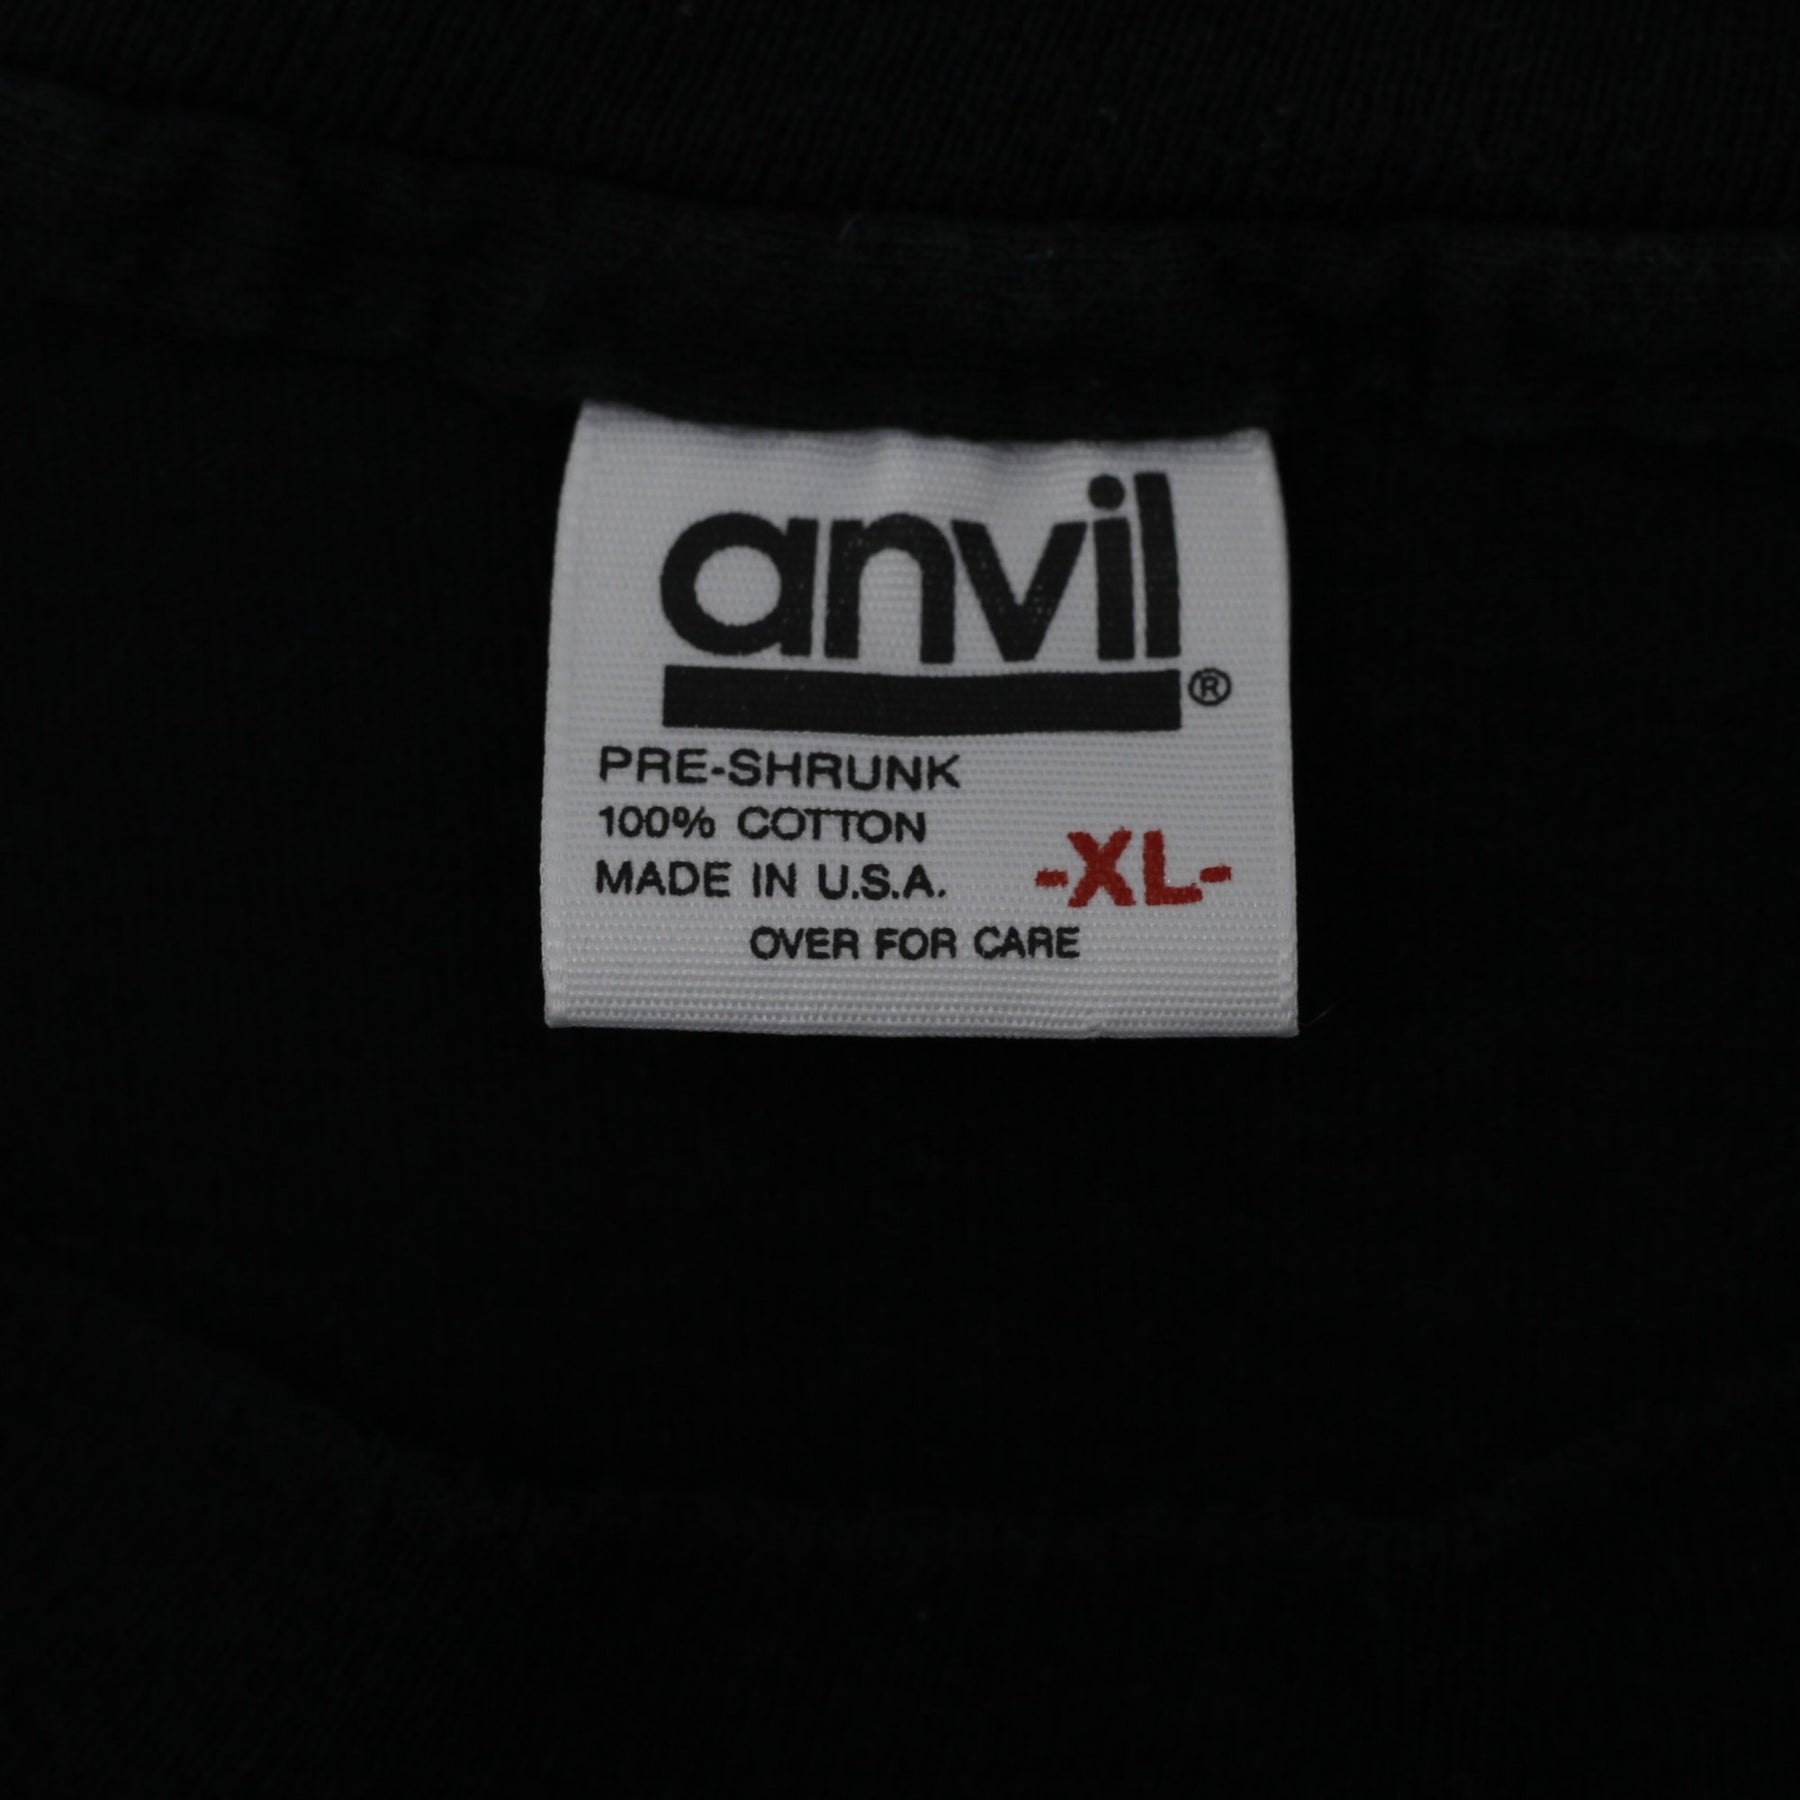 anvil®
PRE-SHRUNK
100% COTTON
MADE IN U.S.A. -XL-
OVER FOR CARE